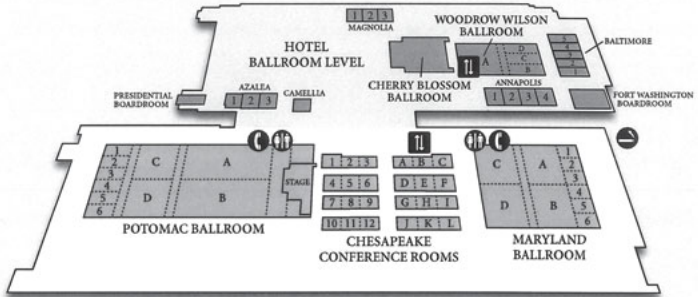 1 2 3
MAGNOLIA
WOODROW WILSON
BALLROOM
A
D
C
B
5
4
3
2
1
BALTIMORE
HOTEL
BALLROOM LEVEL
CHERRY BLOSSOM
BALLROOM
ANNAPOLIS
1 2 3 4
FORT WASHINGTON
BOARDROOM
PRESIDENTIAL
BOARDROOM
AZALEA
1 2 3
CAMELLIA
1
2
3
4
5
6
C
A
D
B
STAGE
POTOMAC BALLROOM
1 2 3
4 5 6
7 8 9
10 11 12
A B C
D E F
G H I
J K L
CHESAPEAKE
CONFERENCE ROOMS
C
A
D
B
1
2
3
4
5
6
MARYLAND
BALLROOM